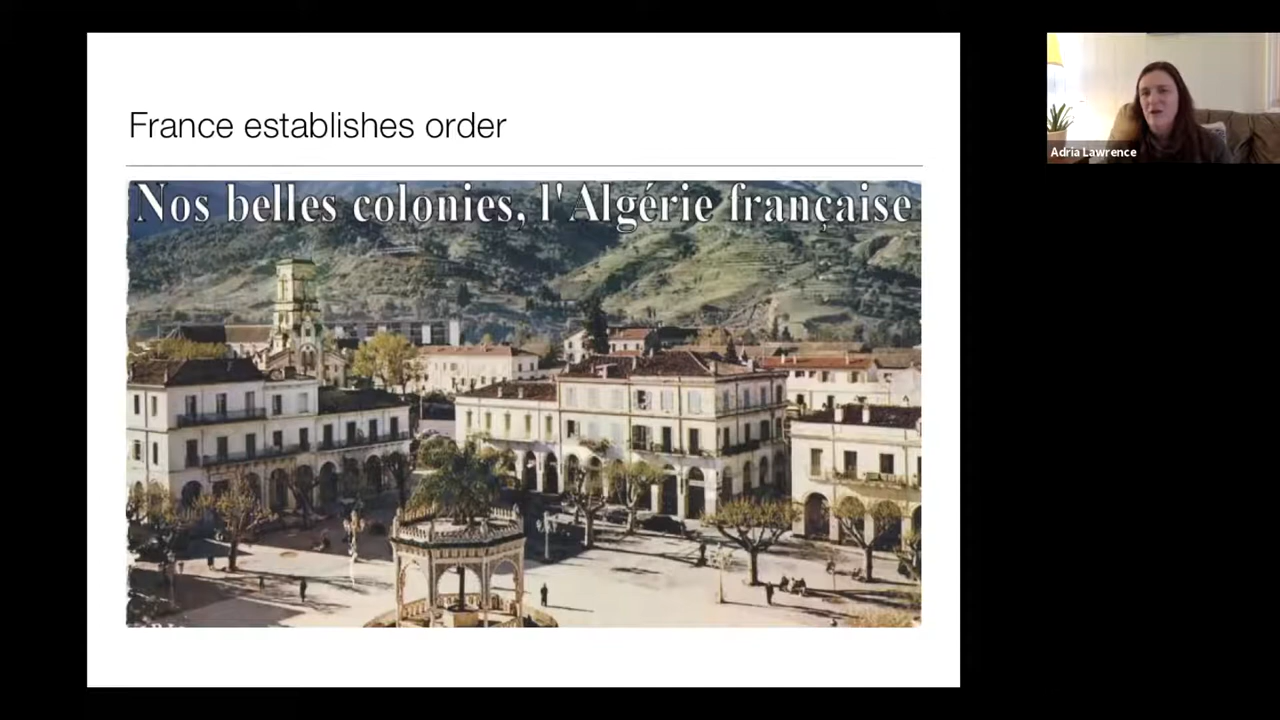 France establishes order
Nos belles colonies, l'Algérie française
Adria Lawrence